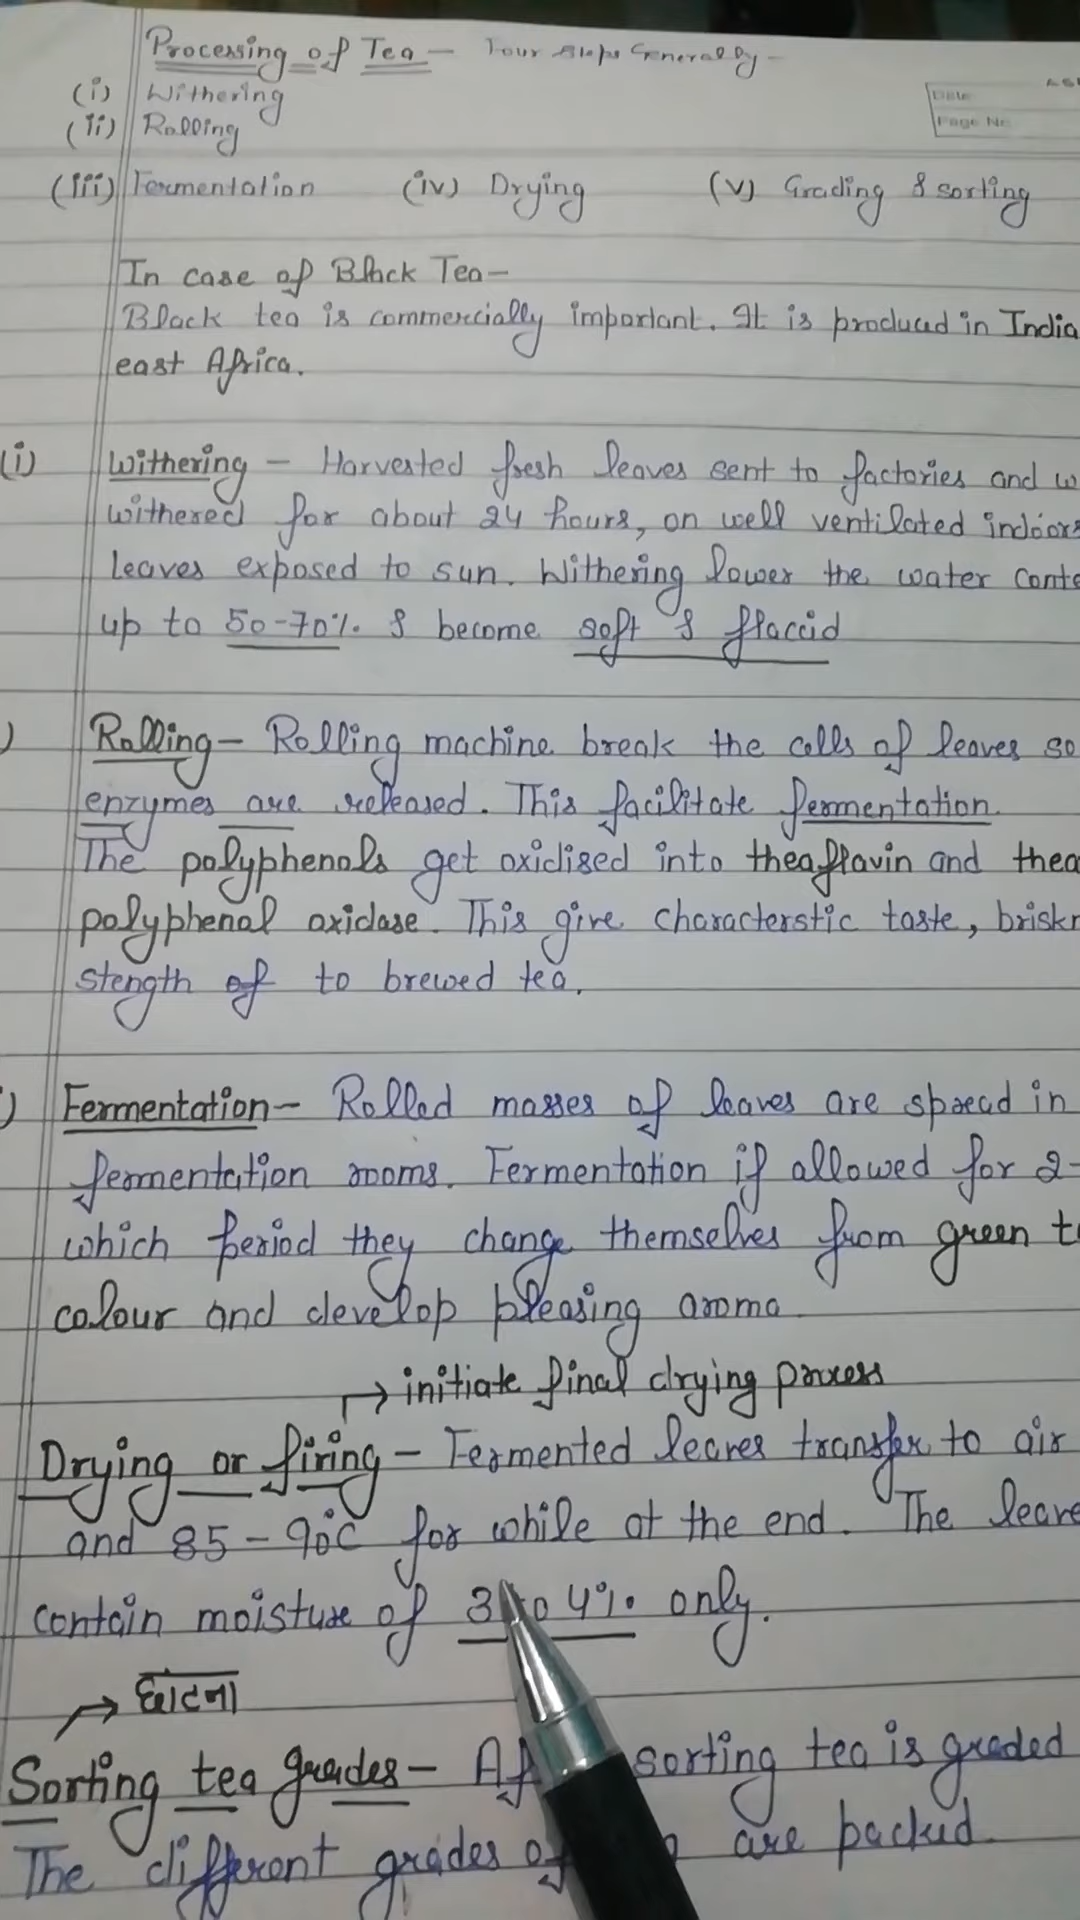 Processing of Tea - Four steps Generally -
(i) Withering
Date
(ii) Rolling
Page No
(iii) Fermentation (iv) Drying (v) Grading & sorting
In case of Black Tea-
Black tea is commercially important. It is produced in India
east Africa.
(i) Withering - Harvested fresh leaves sent to factories and w
withered for about 24 hours, on well ventilated indoors
leaves exposed to sun. Withering lower the water conte
up to 50-70% & become soft & flaccid
) Rolling - Rolling machine break the cells of leaves so
enzymes are released. This facilitate fermentation.
The polyphenols get oxidised into theaflavin and thea
polyphenol oxidase. This give characterstic taste, briskn
stength of to brewed tea.
) Fermentation - Rolled masses of leaves are spread in
fermentation rooms. Fermentation if allowed for 2-
which period they change themselves from green t
colour and develop pleasing aroma
→ initiate final drying process
Drying or firing - Fermented leaves transfer to air
and 85-90°C for while at the end. The leave
contain moisture of 3 to 4% only.
→ छाटना
Sorting tea grades - sorting tea is graded
The different grades are packed.